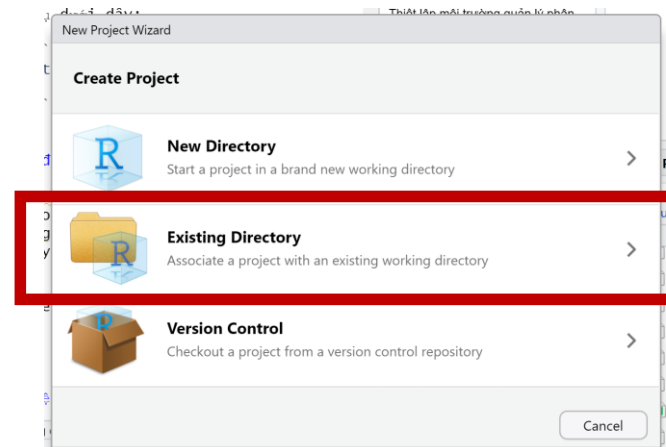 dưới đây:
Thiết lập môi trường quản lý phân
New Project Wizard
Create Project
New Directory
Start a project in a brand new working directory
Existing Directory
Associate a project with an existing working directory
Version Control
Checkout a project from a version control repository
Cancel